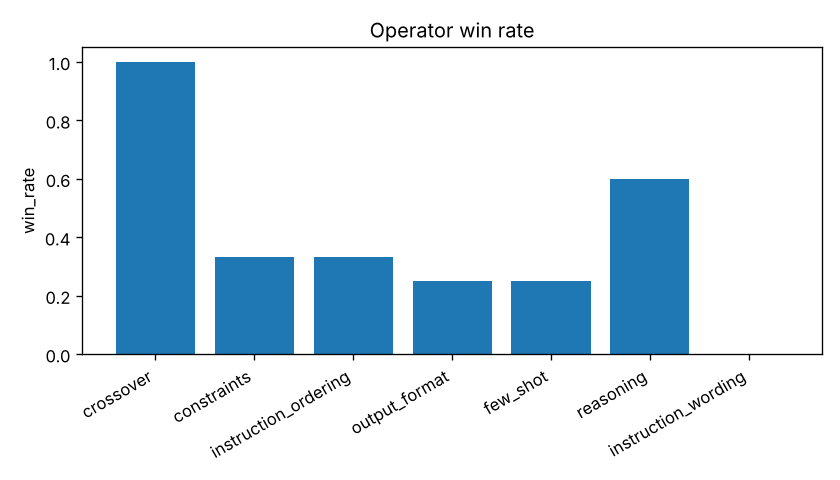 Operator win rate
win_rate
1.0
0.8
0.6
0.4
0.2
0.0
crossover
constraints
instruction_ordering
output_format
few_shot
reasoning
instruction_wording